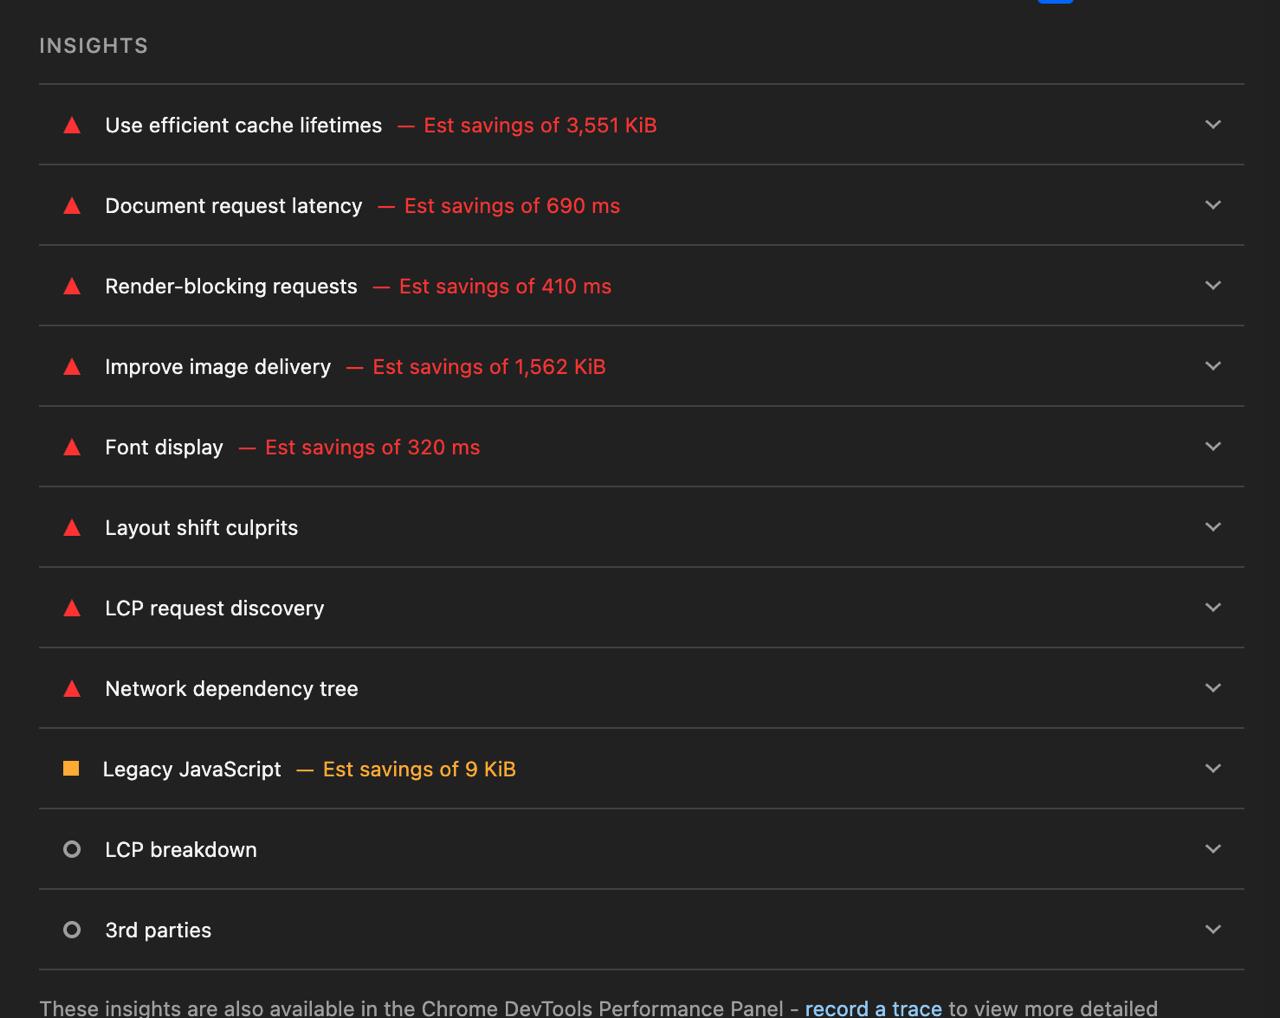 INSIGHTS
Use efficient cache lifetimes — Est savings of 3,551 KiB
Document request latency — Est savings of 690 ms
Render-blocking requests — Est savings of 410 ms
Improve image delivery — Est savings of 1,562 KiB
Font display — Est savings of 320 ms
Layout shift culprits
LCP request discovery
Network dependency tree
Legacy JavaScript — Est savings of 9 KiB
LCP breakdown
3rd parties
These insights are also available in the Chrome DevTools Performance Panel - record a trace to view more detailed